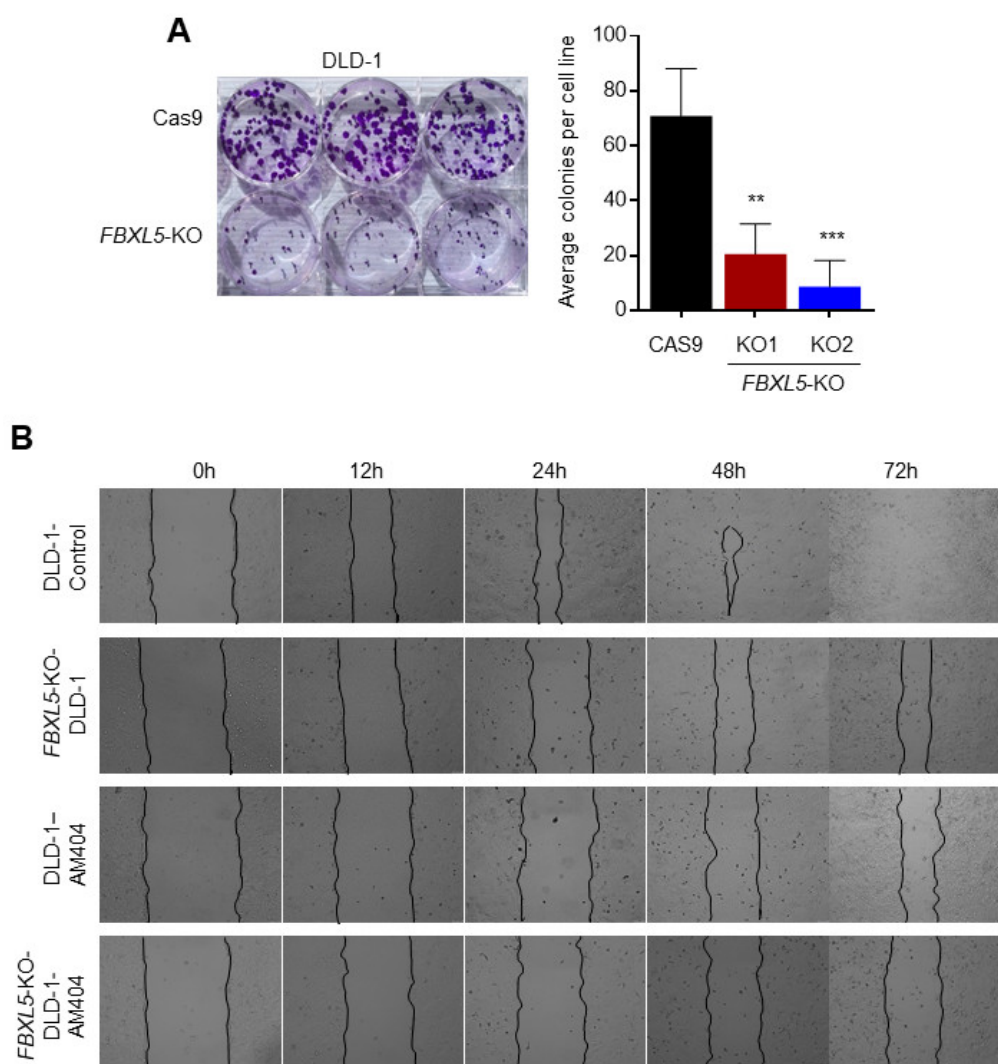 A
DLD-1
Cas9
FBXL5-KO
Average colonies per cell line
100
80
60
40
20
0
**
***
CAS9
KO1
KO2
FBXL5-KO
B
0h
12h
24h
48h
72h
DLD-1-
Control
FBXL5-KO-
DLD-1
DLD-1–
AM404
FBXL5-KO-
DLD-1-
AM404